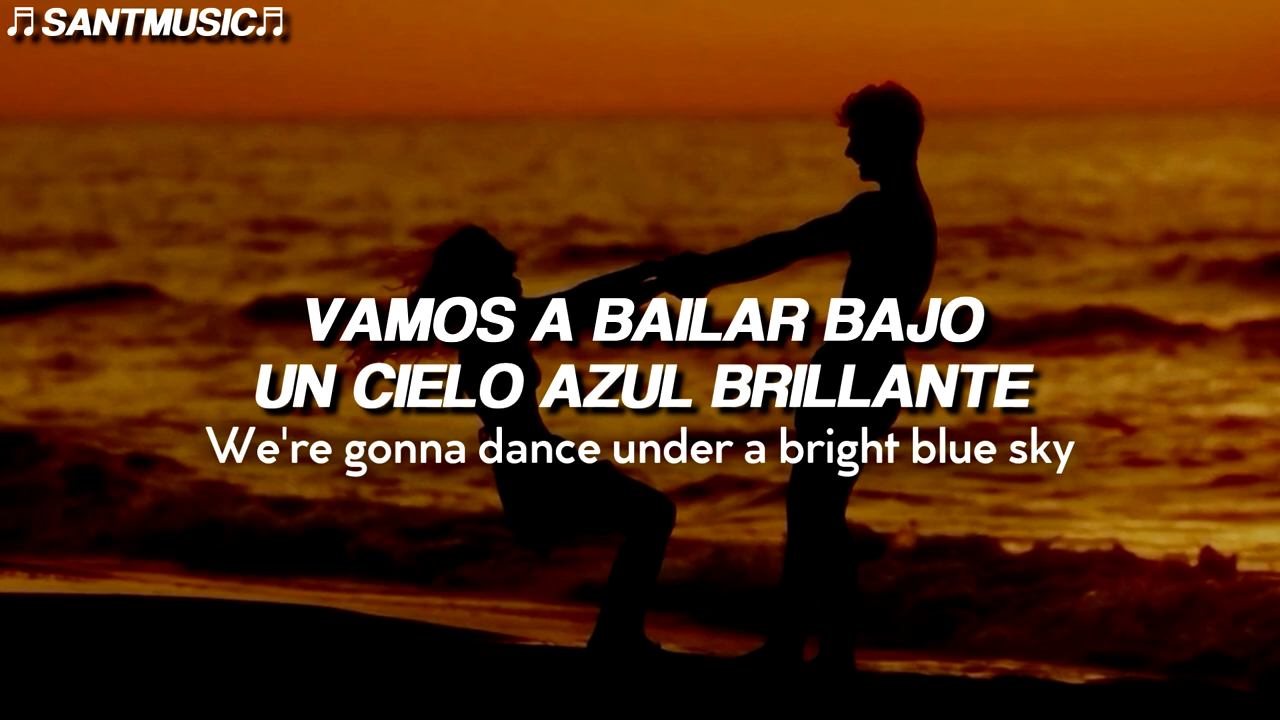 🎵SANTMUSIC🎵
VAMOS A BAILAR BAJO
UN CIELO AZUL BRILLANTE
We're gonna dance under a bright blue sky